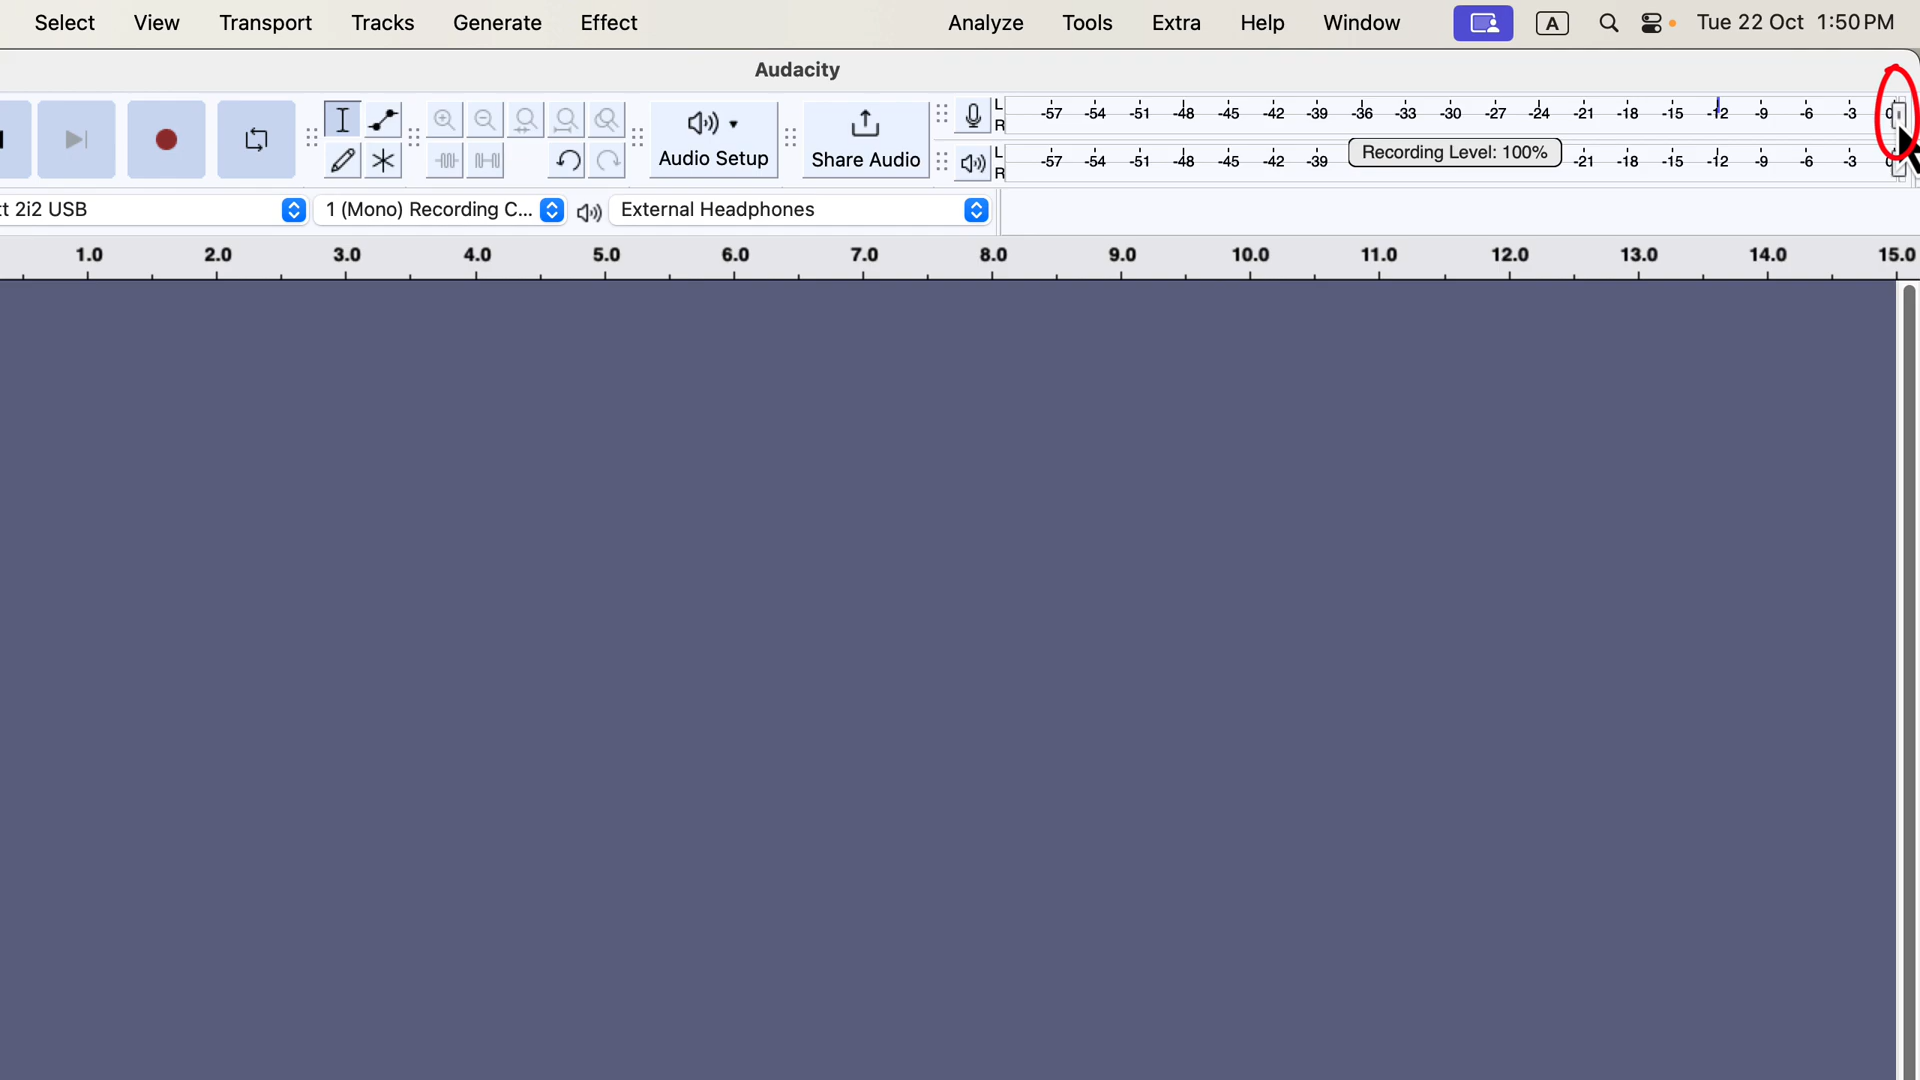 Select View Transport Tracks Generate Effect Analyze Tools Extra Help Window A Tue 22 Oct 1:50 PM
Audacity
L -57 -54 -51 -48 -45 -42 -39 -36 -33 -30 -27 -24 -21 -18 -15 -12 -9 -6 -3 0
R
Recording Level: 100%
Audio Setup Share Audio
L -57 -54 -51 -48 -45 -42 -39 -21 -18 -15 -12 -9 -6 -3 0
R
tt 2i2 USB 1 (Mono) Recording C... External Headphones
1.0 2.0 3.0 4.0 5.0 6.0 7.0 8.0 9.0 10.0 11.0 12.0 13.0 14.0 15.0